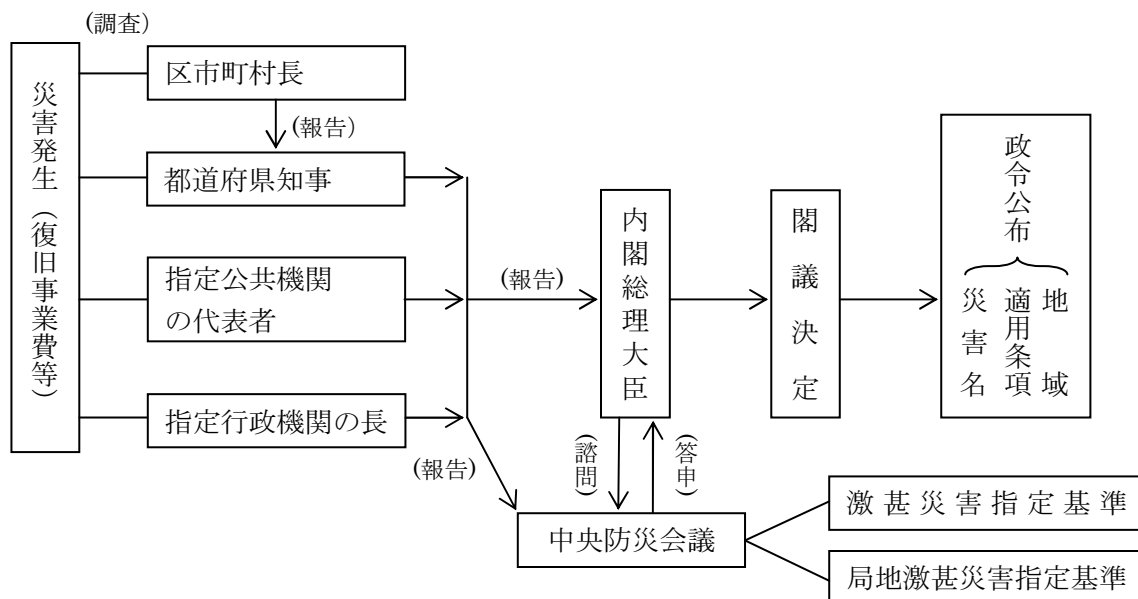 (調査)
災害発生（復旧事業費等）
区市町村長
(報告）
都道府県知事
指定公共機関
の代表者
指定行政機関の長
(報告)
(報告)
内閣総理大臣
(諮問)
(答申)
中央防災会議
閣議決定
政令公布
地域
適用条項
災害名
激甚災害指定基準
局地激甚災害指定基準